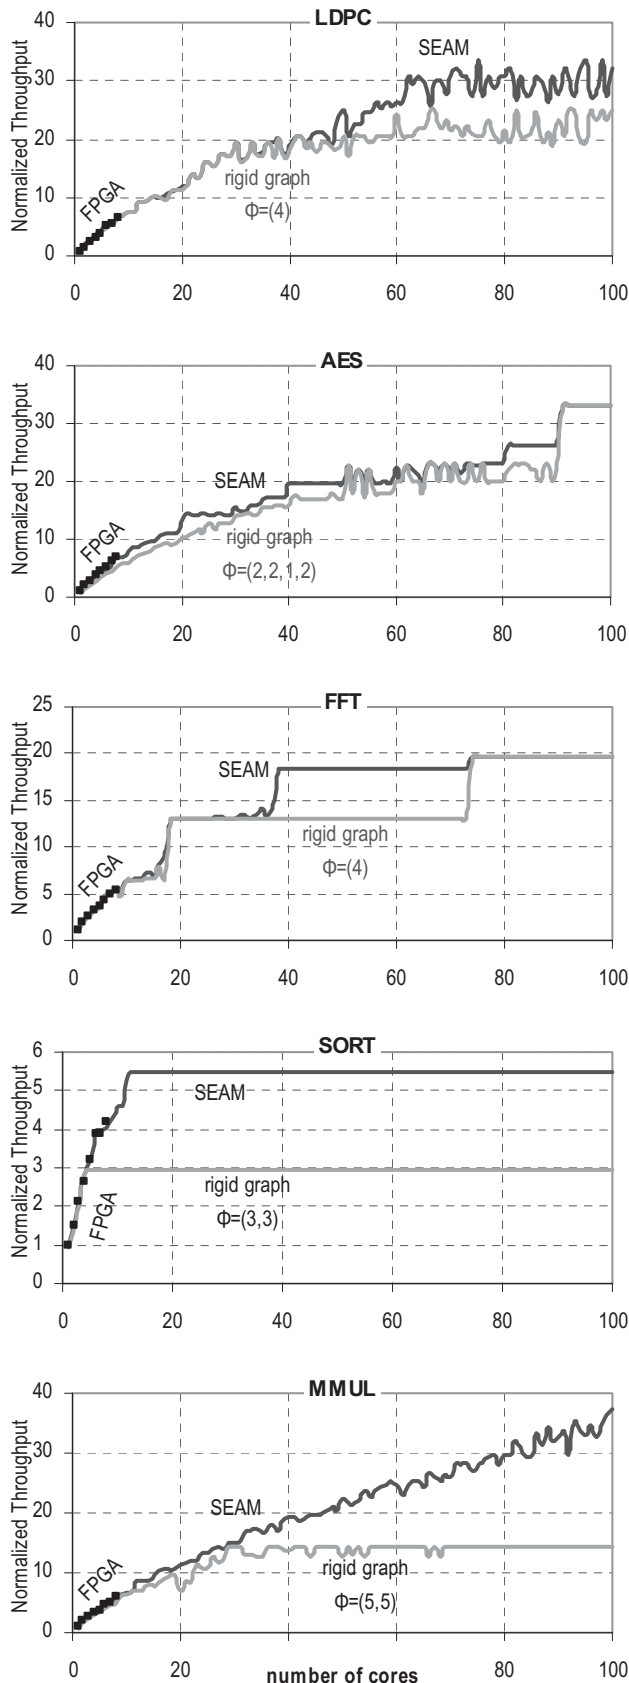 LDPC
Normalized Throughput
40
30
20
10
0
SEAM
FPGA
rigid graph
Φ=(4)
0 20 40 60 80 100
AES
Normalized Throughput
40
30
20
10
0
SEAM
FPGA
rigid graph
Φ=(2,2,1,2)
0 20 40 60 80 100
FFT
Normalized Throughput
25
20
15
10
5
0
SEAM
FPGA
rigid graph
Φ=(4)
0 20 40 60 80 100
SORT
Normalized Throughput
6
5
4
3
2
1
0
SEAM
FPGA
rigid graph
Φ=(3,3)
0 20 40 60 80 100
MMUL
Normalized Throughput
40
30
20
10
0
SEAM
FPGA
rigid graph
Φ=(5,5)
0 20 40 60 80 100
number of cores